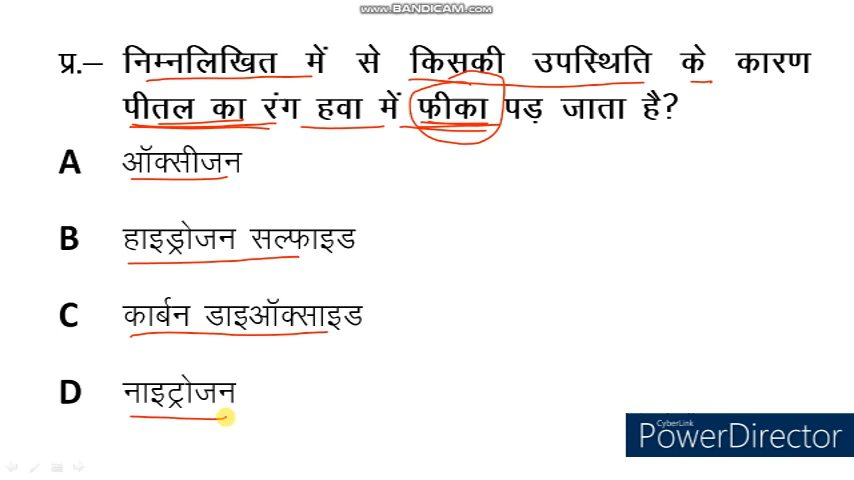 www.BANDICAM.com
प्र.– निम्नलिखित में से किसकी उपस्थिति के कारण
पीतल का रंग हवा में फीका पड़ जाता है?
A ऑक्सीजन
B हाइड्रोजन सल्फाइड
C कार्बन डाइऑक्साइड
D नाइट्रोजन
CyberLink
PowerDirector